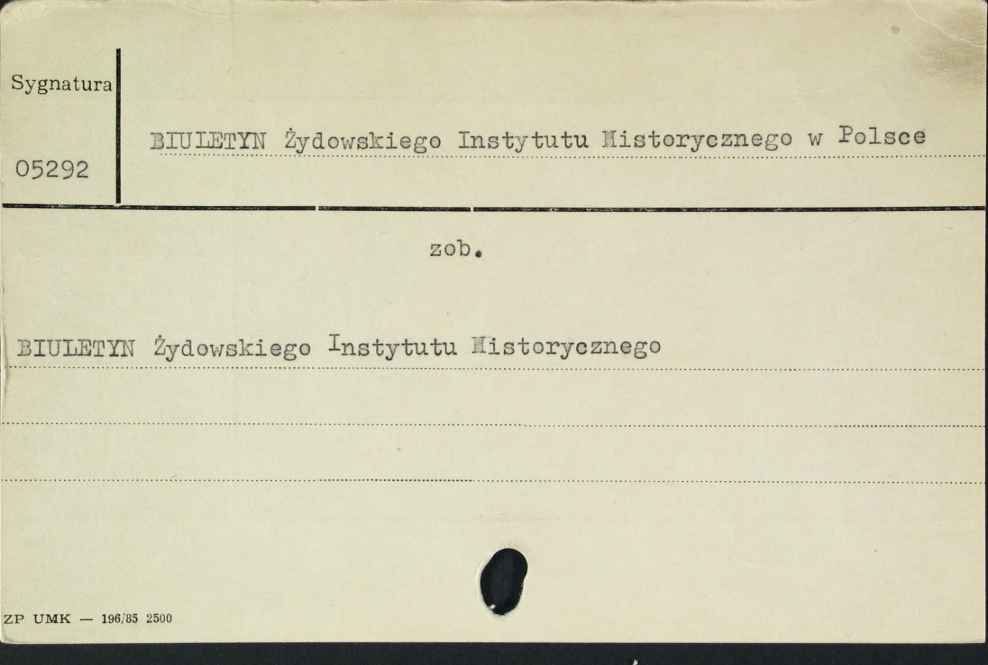 Sygnatura
BIULETYN Żydowskiego Instytutu Historycznego w Polsce
05292
zob.
BIULETYN Żydowskiego Instytutu Historycznego
ZP UMK — 196/85 2500